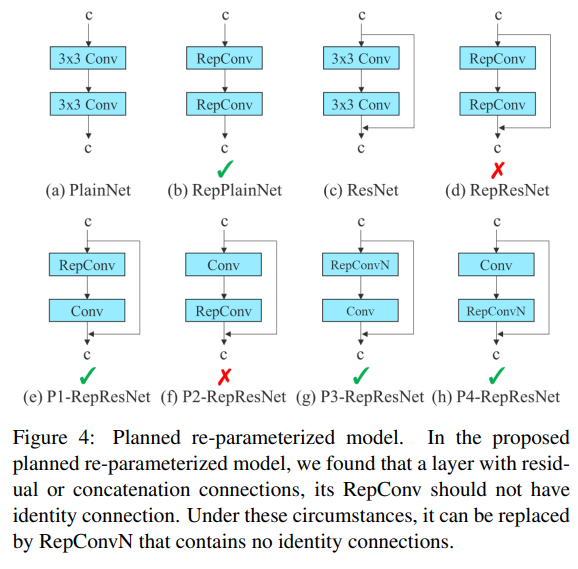 c c c c
3x3 Conv RepConv 3x3 Conv RepConv
3x3 Conv RepConv 3x3 Conv RepConv
c c c c
(a) PlainNet (b) RepPlainNet (c) ResNet (d) RepResNet
c c c c
RepConv Conv RepConvN Conv
Conv RepConv Conv RepConvN
c c c c
(e) P1-RepResNet (f) P2-RepResNet (g) P3-RepResNet (h) P4-RepResNet
Figure 4: Planned re-parameterized model. In the proposed
planned re-parameterized model, we found that a layer with resid-
ual or concatenation connections, its RepConv should not have
identity connection. Under these circumstances, it can be replaced
by RepConvN that contains no identity connections.